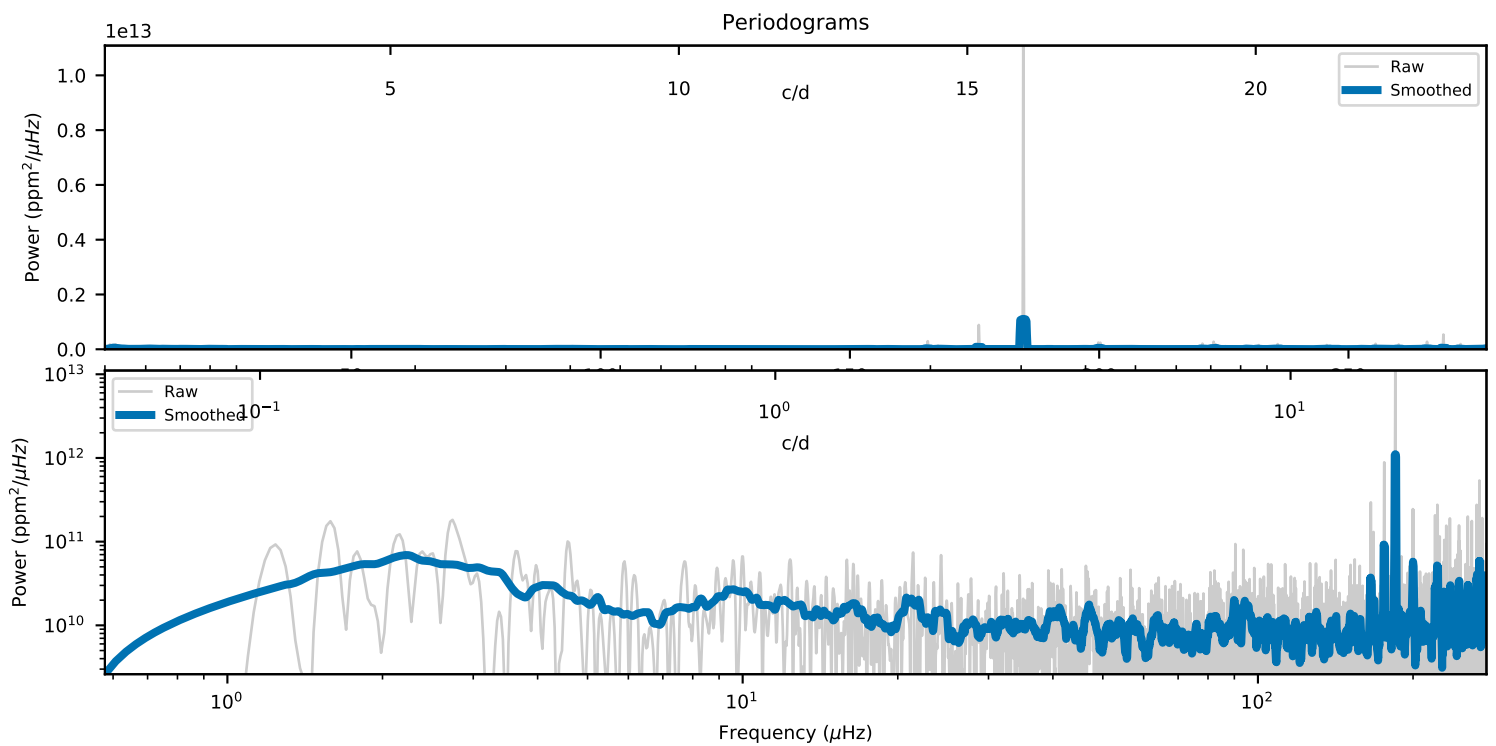 Periodograms
1e13
Power (ppm²/μHz)
1.0
0.8
0.6
0.4
0.2
0.0
5
10
15
20
c/d
Raw
Smoothed
Power (ppm²/μHz)
10¹³
10¹²
10¹¹
10¹⁰
Raw
Smoothed
10⁻¹
10⁰
10¹
c/d
10⁰
10¹
10²
Frequency (μHz)